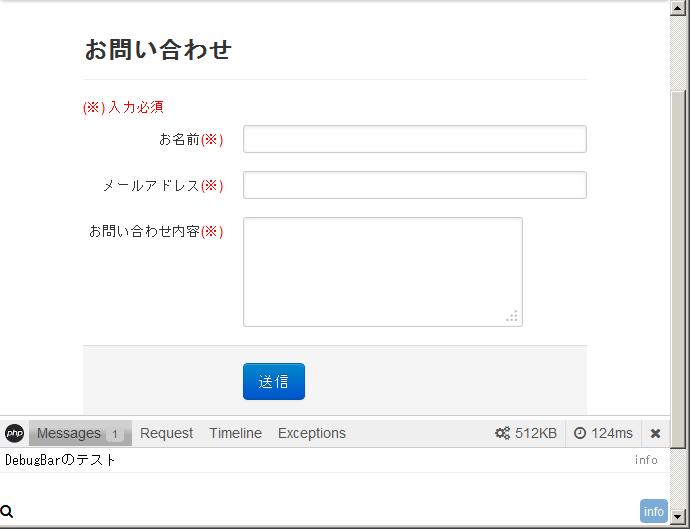 お問い合わせ
(※)入力必須
お名前(※)
メールアドレス(※)
お問い合わせ内容(※)
送信
php Messages 1 Request Timeline Exceptions 512KB 124ms ×
DebugBarのテスト info
info